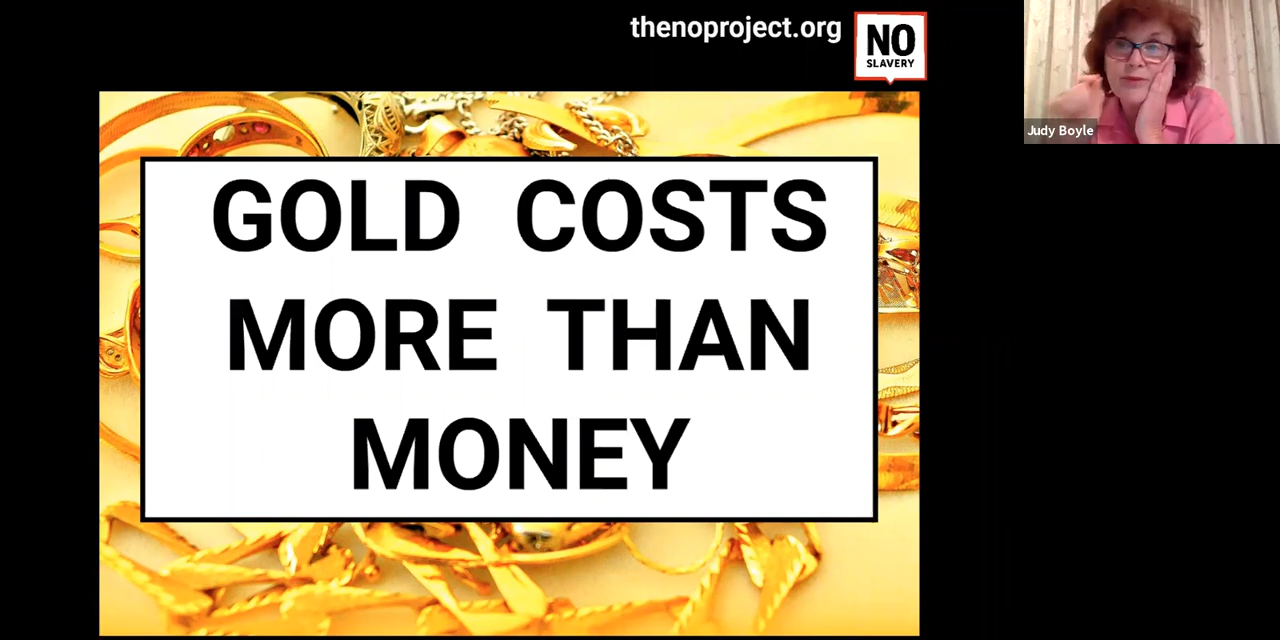 thenoproject.org
NO
SLAVERY
Judy Boyle
GOLD COSTS
MORE THAN
MONEY